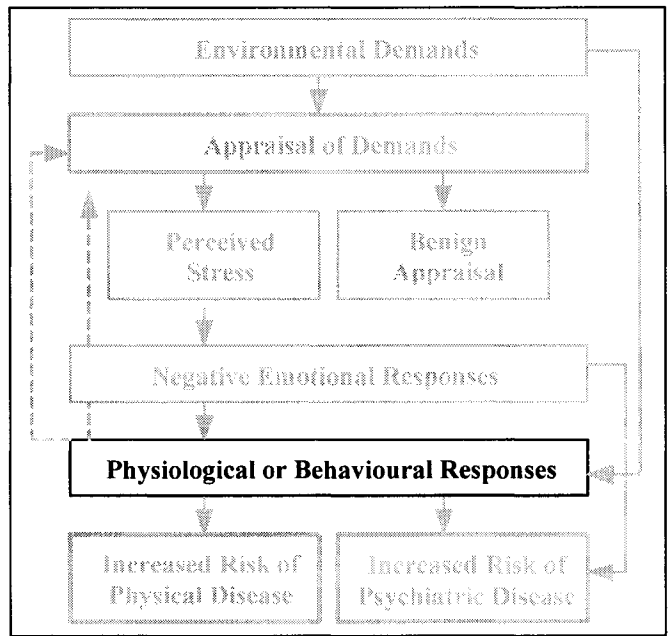 Environmental Demands
Appraisal of Demands
Perceived
Stress
Benign
Appraisal
Negative Emotional Responses
Physiological or Behavioural Responses
Increased Risk of
Physical Disease
Increased Risk of
Psychiatric Disease